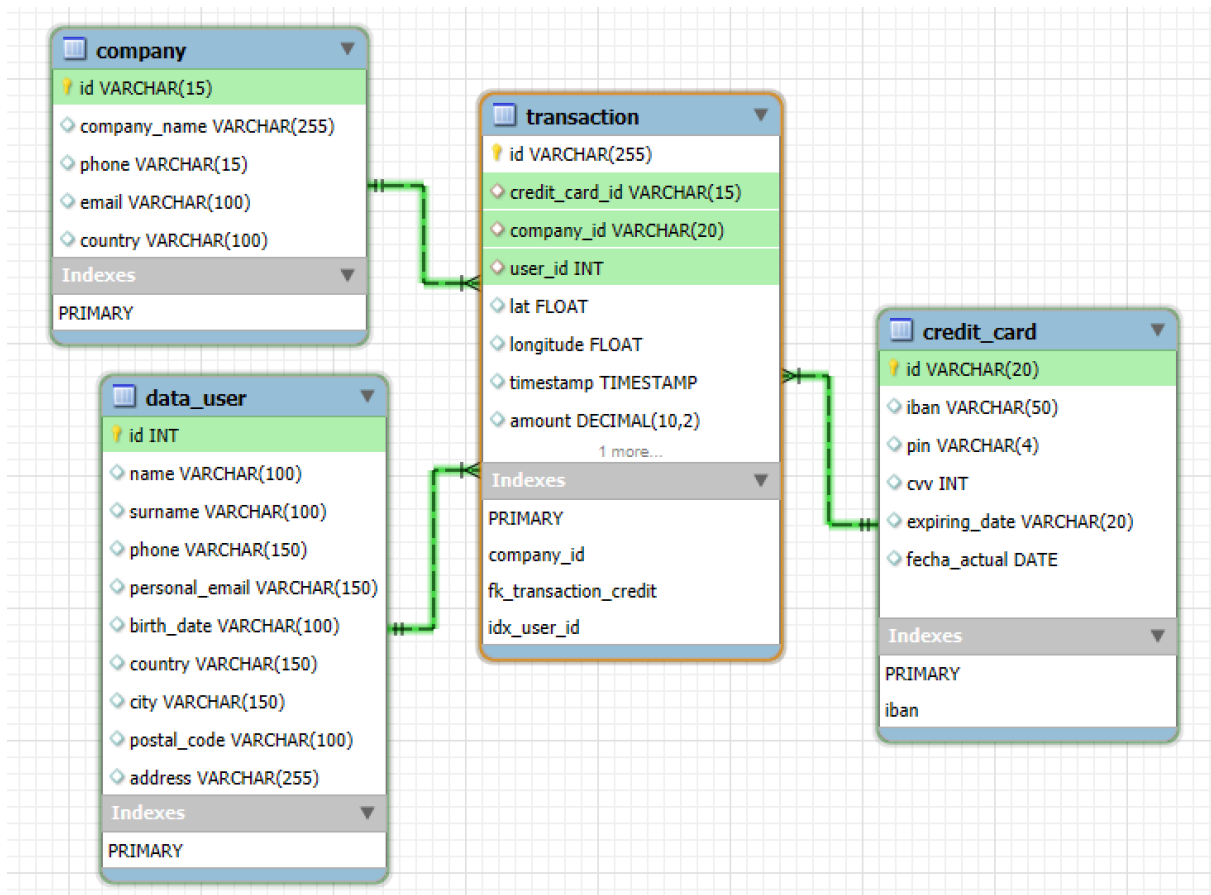 company
id VARCHAR(15)
company_name VARCHAR(255)
phone VARCHAR(15)
email VARCHAR(100)
country VARCHAR(100)
Indexes
PRIMARY
data_user
id INT
name VARCHAR(100)
surname VARCHAR(100)
phone VARCHAR(150)
personal_email VARCHAR(150)
birth_date VARCHAR(100)
country VARCHAR(150)
city VARCHAR(150)
postal_code VARCHAR(100)
address VARCHAR(255)
Indexes
PRIMARY
transaction
id VARCHAR(255)
credit_card_id VARCHAR(15)
company_id VARCHAR(20)
user_id INT
lat FLOAT
longitude FLOAT
timestamp TIMESTAMP
amount DECIMAL(10,2)
1 more...
Indexes
PRIMARY
company_id
fk_transaction_credit
idx_user_id
credit_card
id VARCHAR(20)
iban VARCHAR(50)
pin VARCHAR(4)
cvv INT
expiring_date VARCHAR(20)
fecha_actual DATE
Indexes
PRIMARY
iban